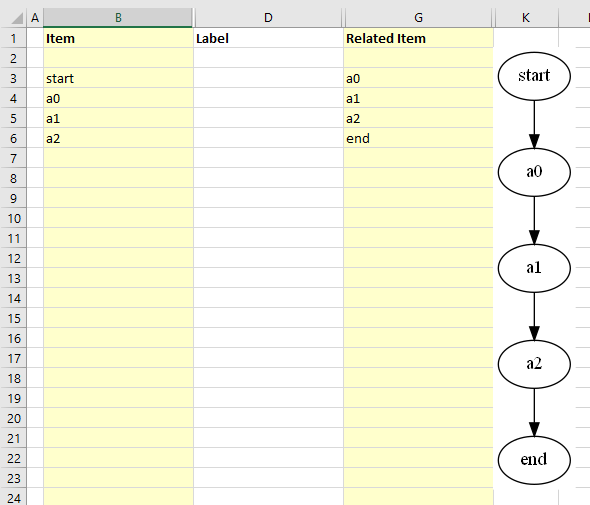 A B D G K
1 Item Label Related Item
2
3 start a0
4 a0 a1
5 a1 a2
6 a2 end
7
8
9
10
11
12
13
14
15
16
17
18
19
20
21
22
23
24
start
a0
a1
a2
end